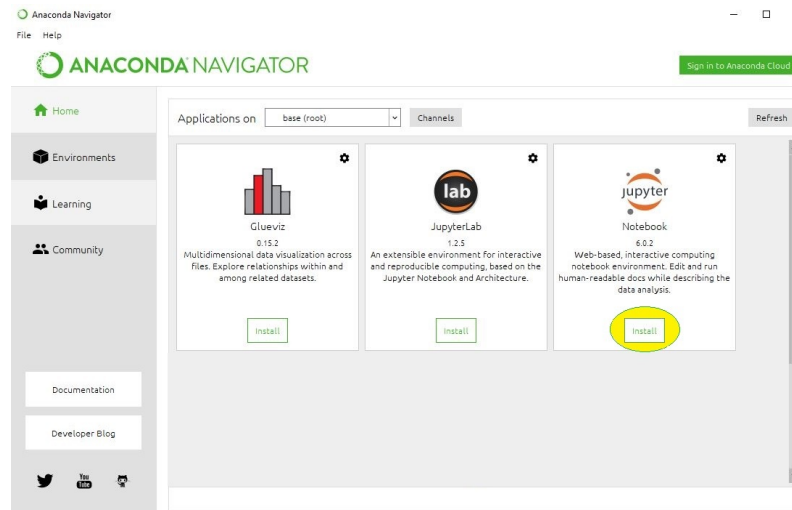 Anaconda Navigator
File Help
ANACONDA NAVIGATOR
Sign in to Anaconda Cloud
Home
Environments
Learning
Community
Documentation
Developer Blog
You
Tube
Applications on base (root) Channels Refresh
Glueviz
0.15.2
Multidimensional data visualization across
files. Explore relationships within and
among related datasets.
Install
lab
JupyterLab
1.2.5
An extensible environment for interactive
and reproducible computing, based on the
Jupyter Notebook and Architecture.
Install
jupyter
Notebook
6.0.2
Web-based, interactive computing
notebook environment. Edit and run
human-readable docs while describing the
data analysis.
Install